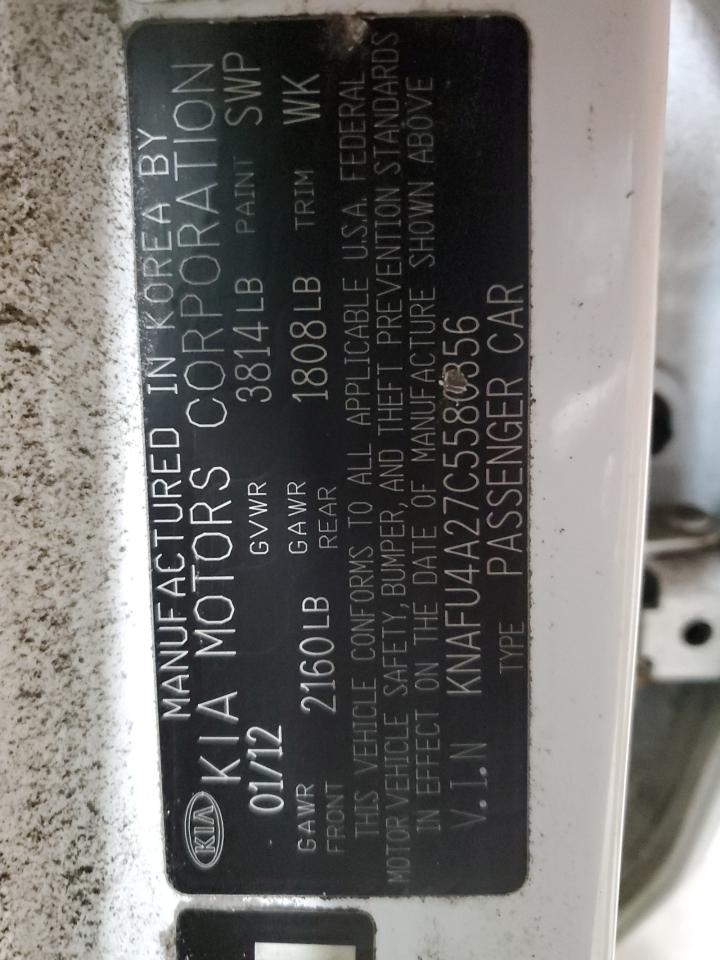 MANUFACTURED IN KOREA BY
KIA KIA MOTORS CORPORATION
01/12 GVWR 3814LB PAINT SWP
GAWR FRONT 2160LB GAWR REAR 1808LB TRIM WK
THIS VEHICLE CONFORMS TO ALL APPLICABLE U.S.A. FEDERAL
MOTOR VEHICLE SAFETY, BUMPER, AND THEFT PREVENTION STANDARDS
IN EFFECT ON THE DATE OF MANUFACTURE SHOWN ABOVE
V.I.N KNAFU4A27C5580356
TYPE PASSENGER CAR